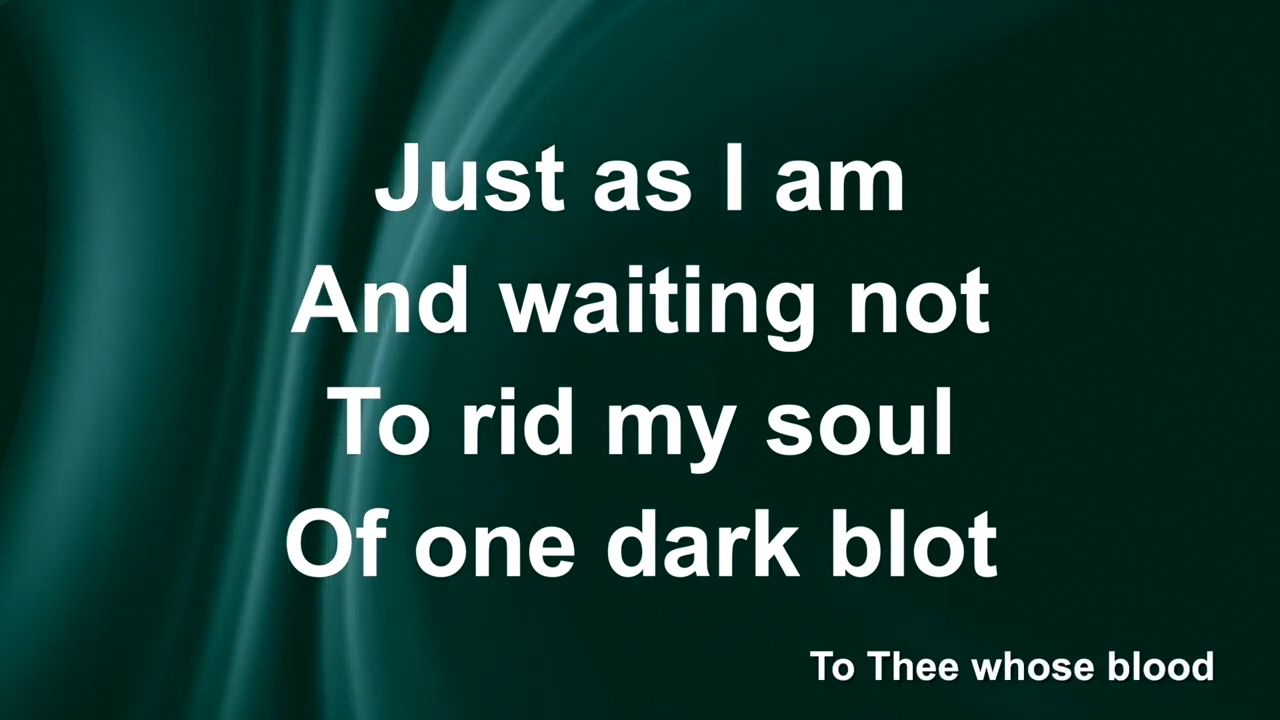 Just as I am
And waiting not
To rid my soul
Of one dark blot
To Thee whose blood